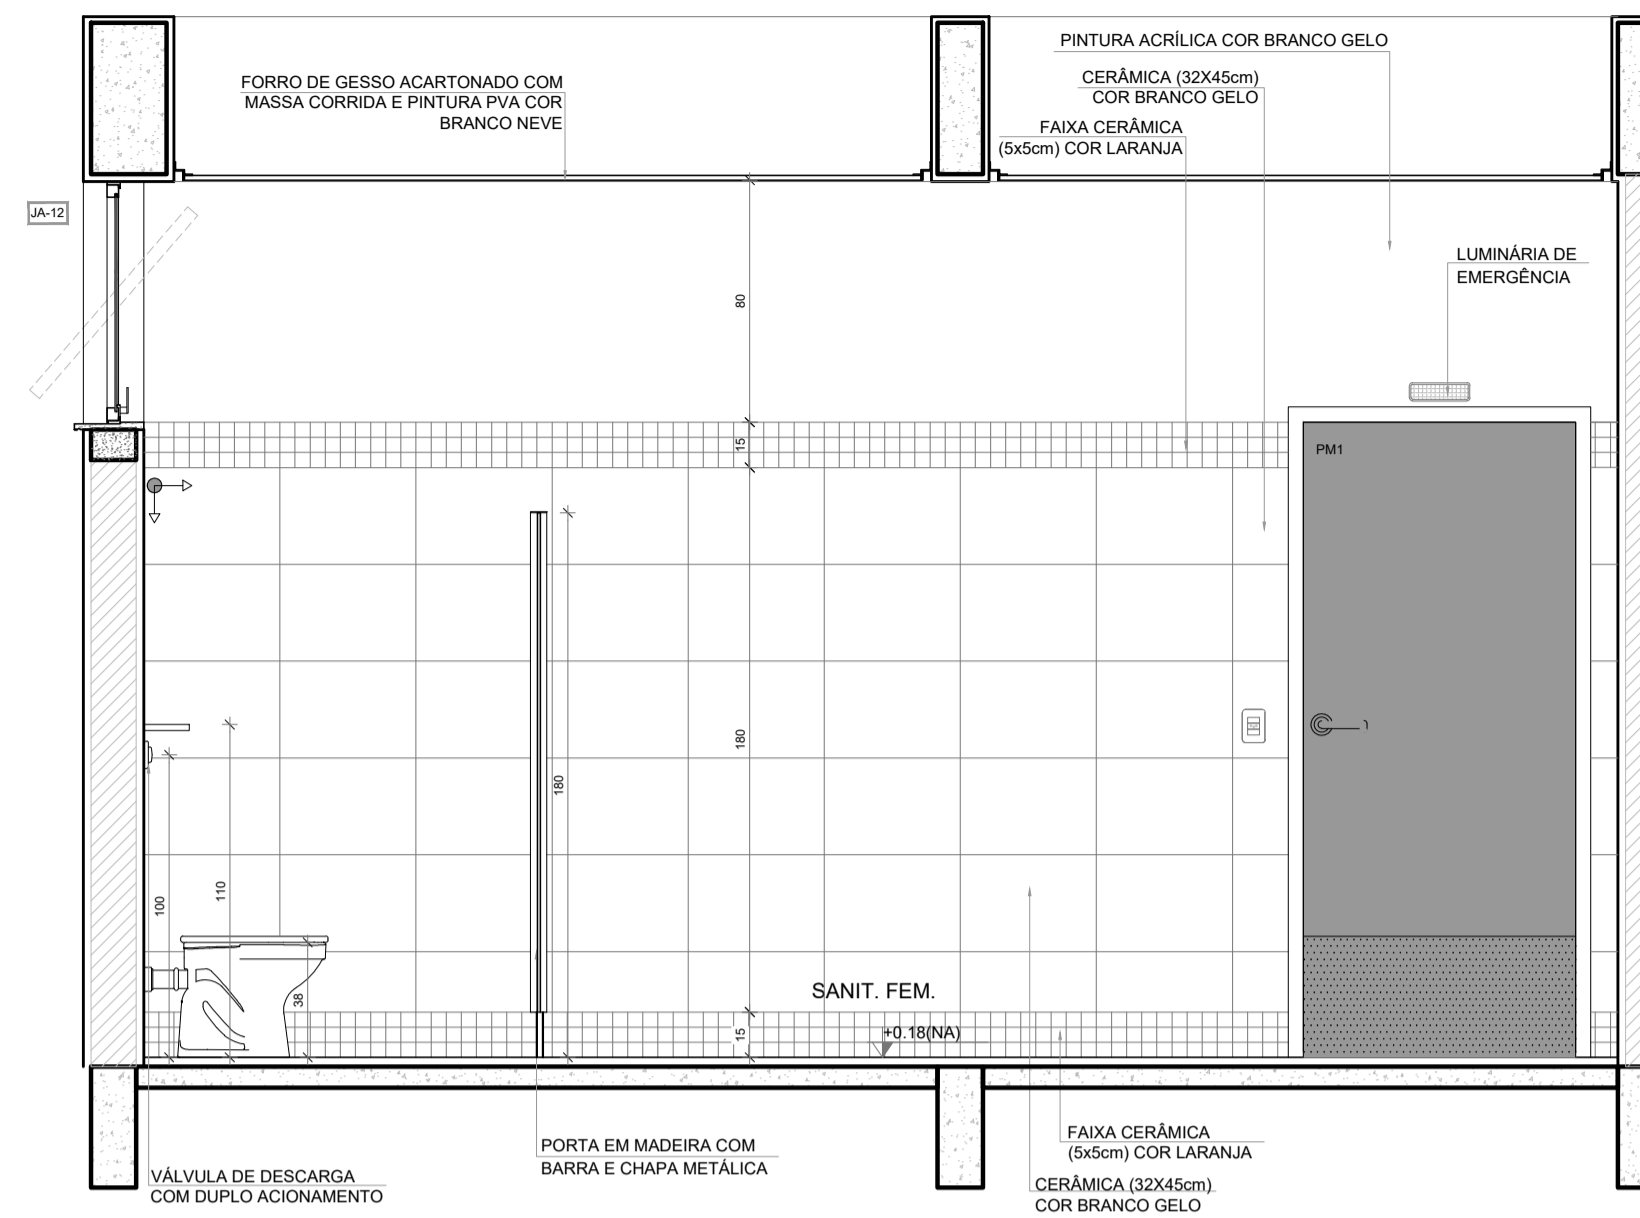 PINTURA ACRÍLICA COR BRANCO GELO
FORRO DE GESSO ACARTONADO COM
MASSA CORRIDA E PINTURA PVA COR
BRANCO NEVE
CERÂMICA (32X45cm)
COR BRANCO GELO
FAIXA CERÂMICA
(5x5cm) COR LARANJA
JA-12
LUMINÁRIA DE
EMERGÊNCIA
80
15
PM1
180
180
110
100
38
SANIT. FEM.
+0.18(NA)
15
FAIXA CERÂMICA
(5x5cm) COR LARANJA
PORTA EM MADEIRA COM
BARRA E CHAPA METÁLICA
VÁLVULA DE DESCARGA
COM DUPLO ACIONAMENTO
CERÂMICA (32X45cm)
COR BRANCO GELO